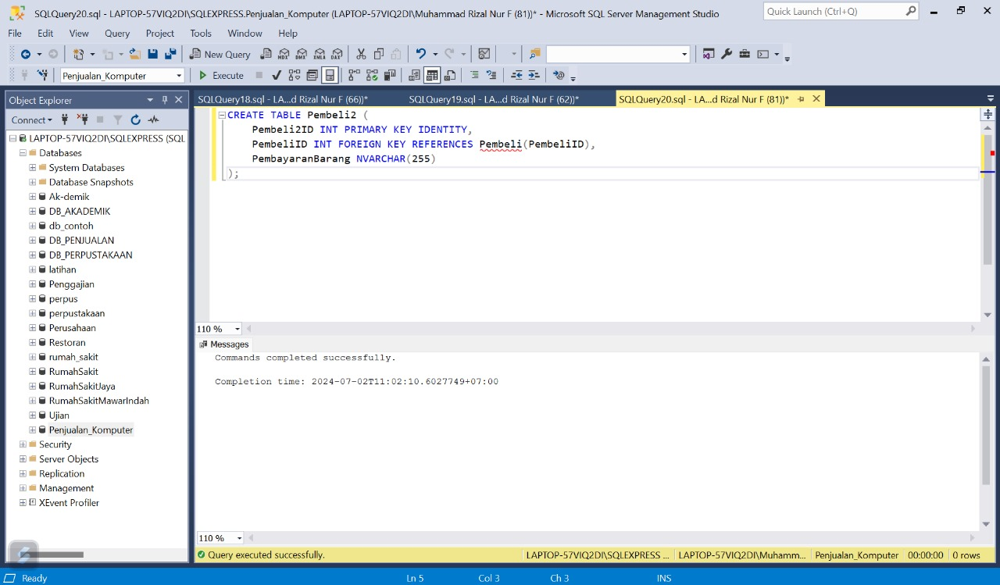 SQLQuery20.sql - LAPTOP-57VIQ2DI\SQLEXPRESS.Penjualan_Komputer (LAPTOP-57VIQ2DI\Muhammad Rizal Nur F (81))* - Microsoft SQL Server Management Studio
Quick Launch (Ctrl+Q)
File Edit View Query Project Tools Window Help
New Query MDX DMX XMLA DAX
Penjualan_Komputer Execute
Object Explorer
Connect
LAPTOP-57VIQ2DI\SQLEXPRESS (SQL
Databases
System Databases
Database Snapshots
Ak-demik
DB_AKADEMIK
db_contoh
DB_PENJUALAN
DB_PERPUSTAKAAN
latihan
Penggajian
perpus
perpustakaan
Perusahaan
Restoran
rumah_sakit
RumahSakit
RumahSakitJaya
RumahSakitMawarIndah
Ujian
Penjualan_Komputer
Security
Server Objects
Replication
Management
XEvent Profiler
SQLQuery18.sql - LA...d Rizal Nur F (66))* SQLQuery19.sql - LA...d Rizal Nur F (62))* SQLQuery20.sql - LA...d Rizal Nur F (81))*
CREATE TABLE Pembeli2 (
Pembeli2ID INT PRIMARY KEY IDENTITY,
PembeliID INT FOREIGN KEY REFERENCES Pembeli(PembeliID),
PembayaranBarang NVARCHAR(255)
);
110 %
Messages
Commands completed successfully.
Completion time: 2024-07-02T11:02:10.6027749+07:00
110 %
Query executed successfully. LAPTOP-57VIQ2DI\SQLEXPRESS ... LAPTOP-57VIQ2DI\Muhamm... Penjualan_Komputer 00:00:00 0 rows
Ready Ln 5 Col 3 Ch 3 INS